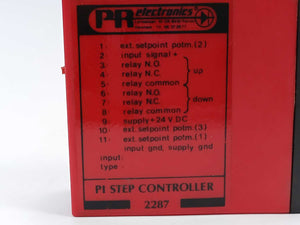 PR electronics
1: ext. setpoint potm.(2)
2: input signal +
3: relay N.O.
4: relay N.C. up
5: relay common
6: relay N.O.
7: relay N.C. down
8: relay common
9: supply+24 V DC
10: ext. setpoint potm.(3)
11: ext. setpoint potm.(1)
input gnd, supply gnd
input:
type -
PI STEP CONTROLLER
2287